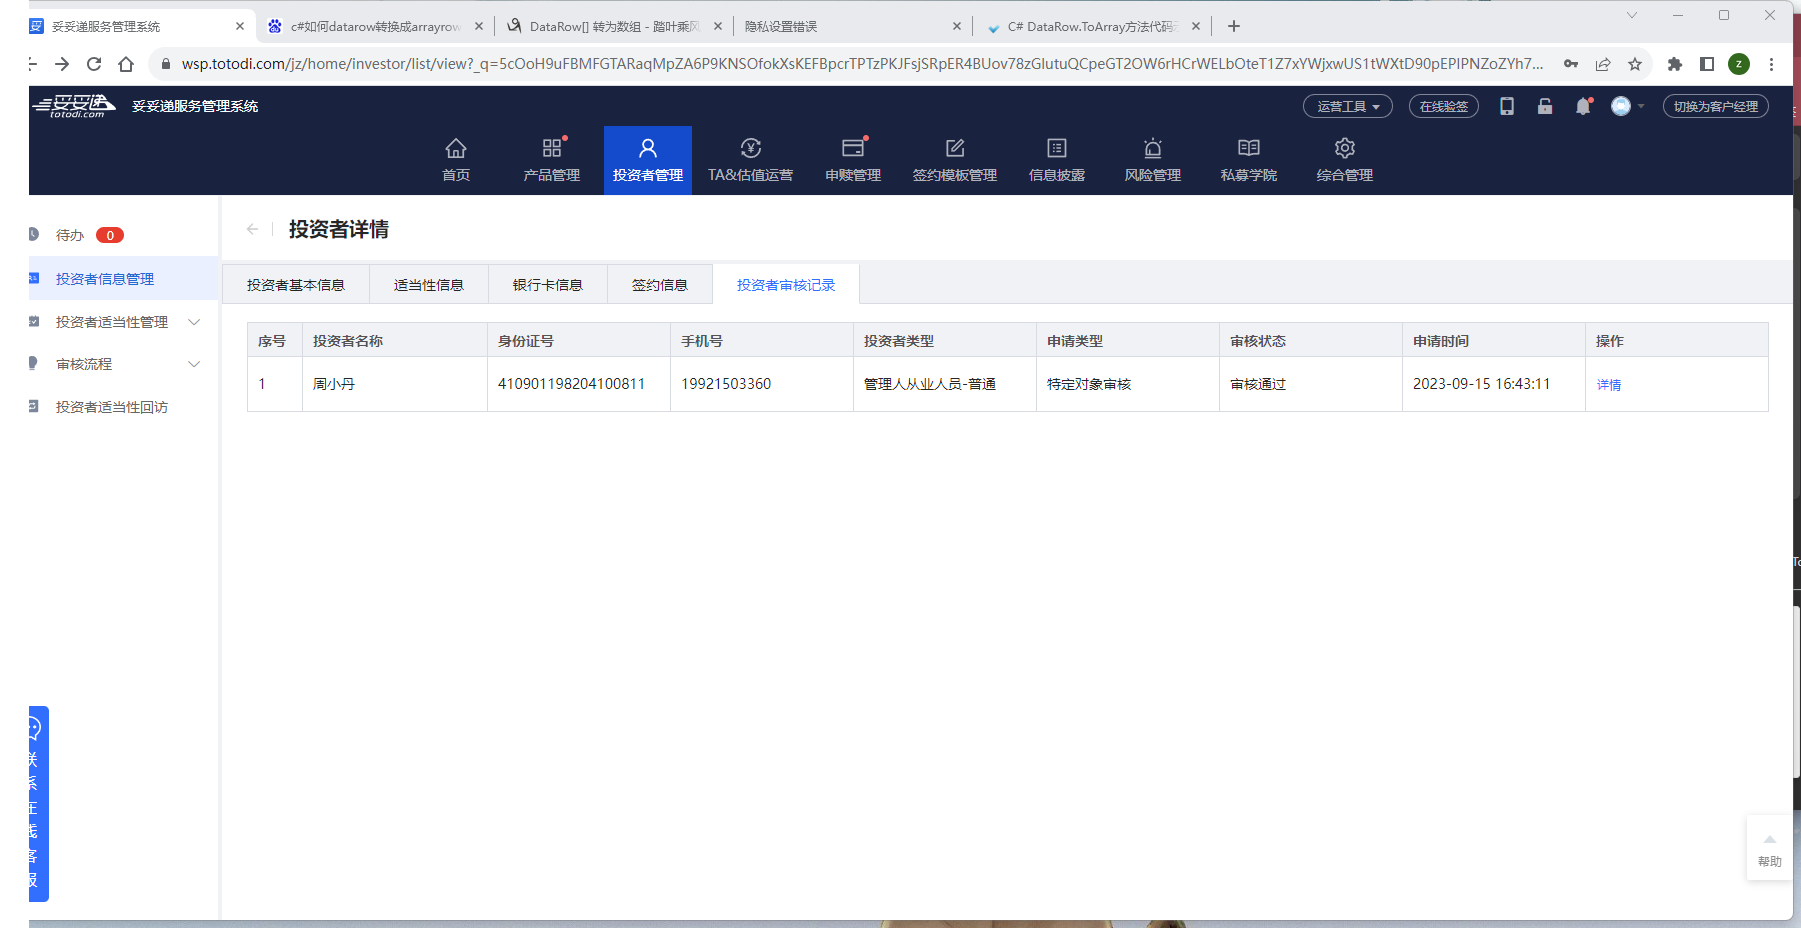 妥妥递服务管理系统
c#如何datarow转换成arrayrow
DataRow[] 转为数组 - 踏叶乘风
隐私设置错误
C# DataRow.ToArray方法代码
wsp.totodi.com/jz/home/investor/list/view?_q=5cOoH9uFBMFGTARaqMpZA6P9KNSOfokXsKEFBpcrTPTzPKJFsjSRpER4BUov78zGlutuQCpeGT2OW6rHCrWELbOteT1Z7xYWjxwUS1tWXtD90pEPIPNZoZYh7...
z
妥妥递
totodi.com
妥妥递服务管理系统
运营工具
在线验签
切换为客户经理
首页
产品管理
投资者管理
TA&估值运营
申赎管理
签约模板管理
信息披露
风险管理
私募学院
综合管理
待办 0
投资者信息管理
投资者适当性管理
审核流程
投资者适当性回访
投资者详情
投资者基本信息
适当性信息
银行卡信息
签约信息
投资者审核记录
序号 投资者名称 身份证号 手机号 投资者类型 申请类型 审核状态 申请时间 操作
1 周小丹 410901198204100811 19921503360 管理人从业人员-普通 特定对象审核 审核通过 2023-09-15 16:43:11 详情
联系在线客服
帮助